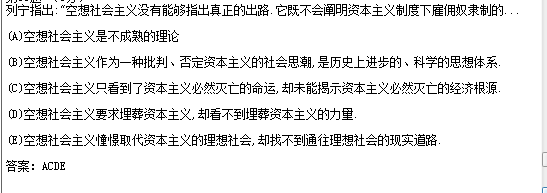 列宁指出:"空想社会主义没有能够指出真正的出路.它既不会阐明资本主义制度下雇佣奴隶制的...
(A)空想社会主义是不成熟的理论
(B)空想社会主义作为一种批判、否定资本主义的社会思潮,是历史上进步的、科学的思想体系.
(C)空想社会主义只看到了资本主义必然灭亡的命运,却未能揭示资本主义必然灭亡的经济根源.
(D)空想社会主义要求埋葬资本主义,却看不到埋葬资本主义的力量.
(E)空想社会主义憧憬取代资本主义的理想社会,却找不到通往理想社会的现实道路.
答案: ACDE